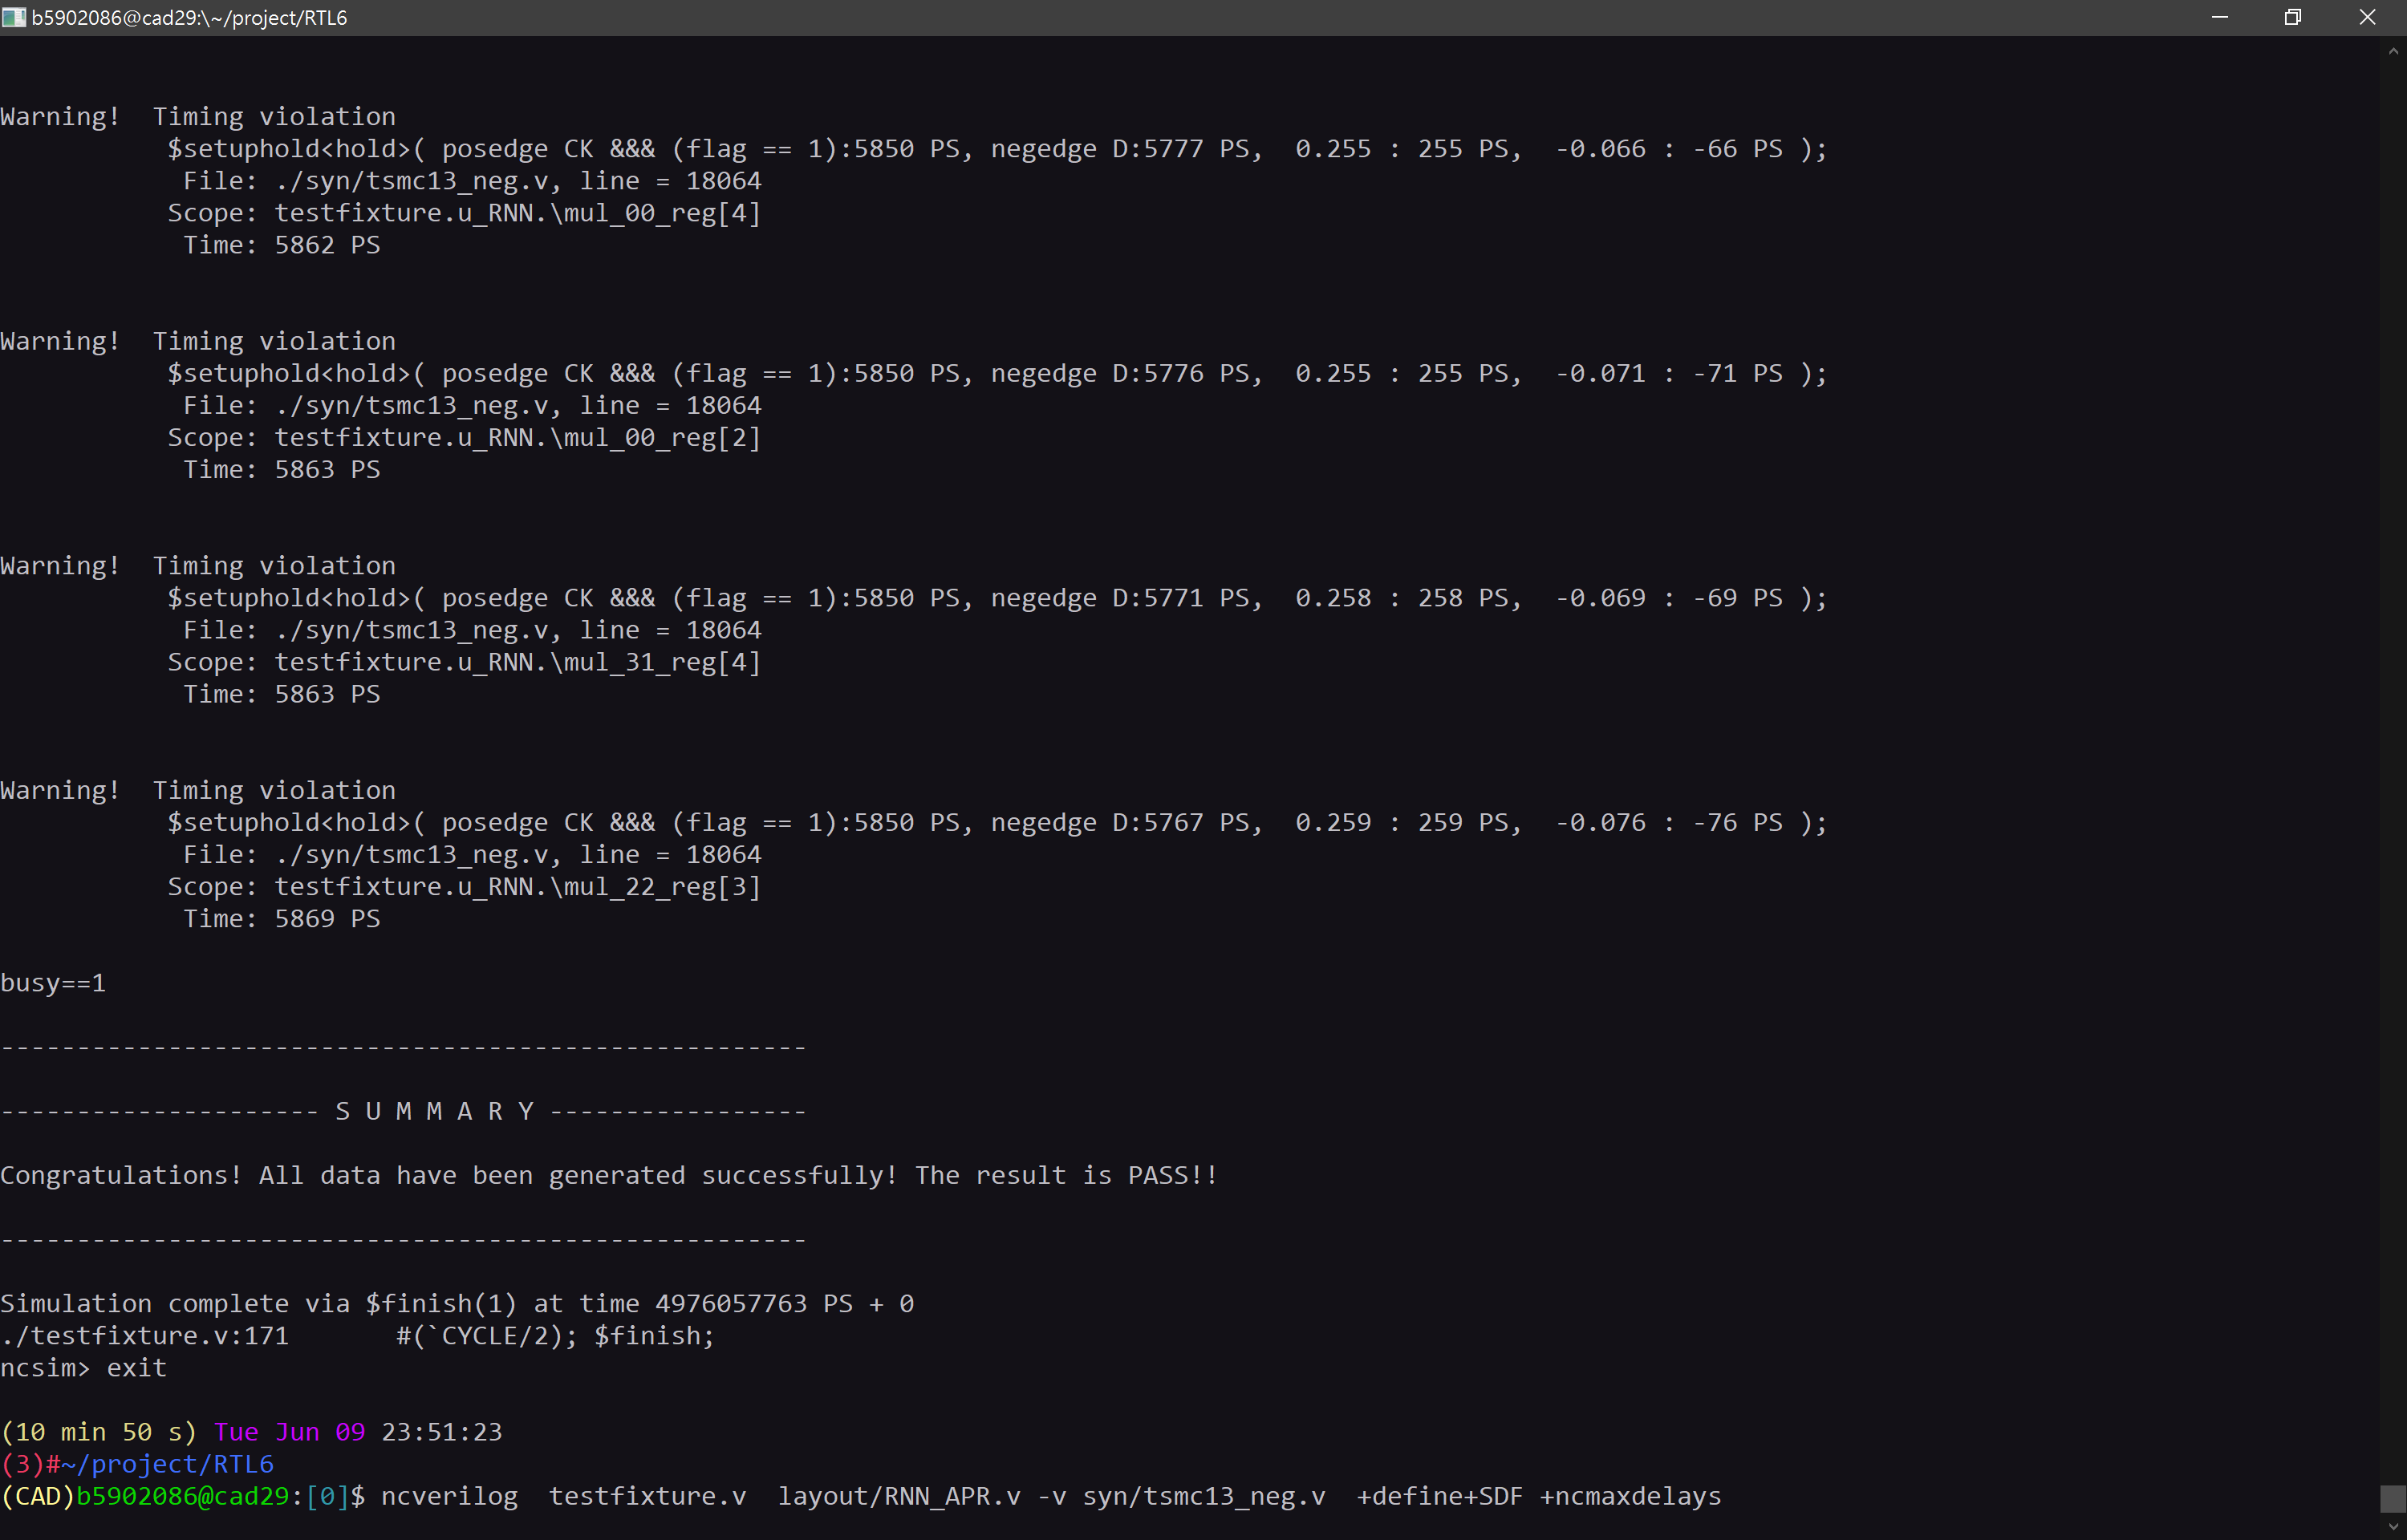 b5902086@cad29:\~/project/RTL6
Warning!  Timing violation
$setuphold<hold>( posedge CK &&& (flag == 1):5850 PS, negedge D:5777 PS,  0.255 : 255 PS,  -0.066 : -66 PS );
File: ./syn/tsmc13_neg.v, line = 18064
Scope: testfixture.u_RNN.\mul_00_reg[4]
Time: 5862 PS
Warning!  Timing violation
$setuphold<hold>( posedge CK &&& (flag == 1):5850 PS, negedge D:5776 PS,  0.255 : 255 PS,  -0.071 : -71 PS );
File: ./syn/tsmc13_neg.v, line = 18064
Scope: testfixture.u_RNN.\mul_00_reg[2]
Time: 5863 PS
Warning!  Timing violation
$setuphold<hold>( posedge CK &&& (flag == 1):5850 PS, negedge D:5771 PS,  0.258 : 258 PS,  -0.069 : -69 PS );
File: ./syn/tsmc13_neg.v, line = 18064
Scope: testfixture.u_RNN.\mul_31_reg[4]
Time: 5863 PS
Warning!  Timing violation
$setuphold<hold>( posedge CK &&& (flag == 1):5850 PS, negedge D:5767 PS,  0.259 : 259 PS,  -0.076 : -76 PS );
File: ./syn/tsmc13_neg.v, line = 18064
Scope: testfixture.u_RNN.\mul_22_reg[3]
Time: 5869 PS
busy==1
-----------------------------------------------------
--------------------- S U M M A R Y -----------------
Congratulations! All data have been generated successfully! The result is PASS!!
-----------------------------------------------------
Simulation complete via $finish(1) at time 4976057763 PS + 0
./testfixture.v:171       #(`CYCLE/2); $finish;
ncsim> exit
(10 min 50 s) Tue Jun 09 23:51:23
(3)#~/project/RTL6
(CAD)b5902086@cad29:[0]$ ncverilog  testfixture.v  layout/RNN_APR.v -v syn/tsmc13_neg.v  +define+SDF +ncmaxdelays